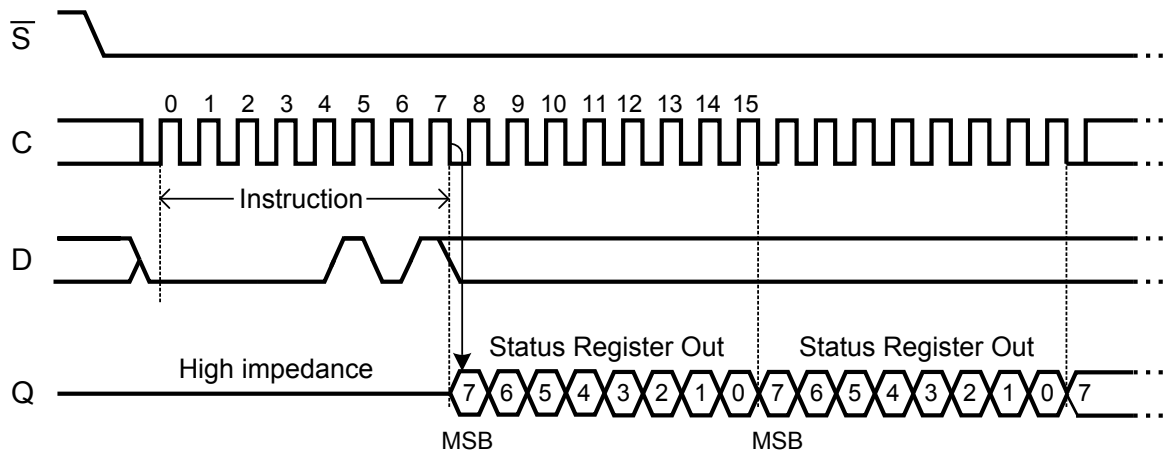 S
0 1 2 3 4 5 6 7 8 9 10 11 12 13 14 15
C
Instruction
D
Status Register Out Status Register Out
High impedance
Q 7 6 5 4 3 2 1 0 7 6 5 4 3 2 1 0 7
MSB MSB